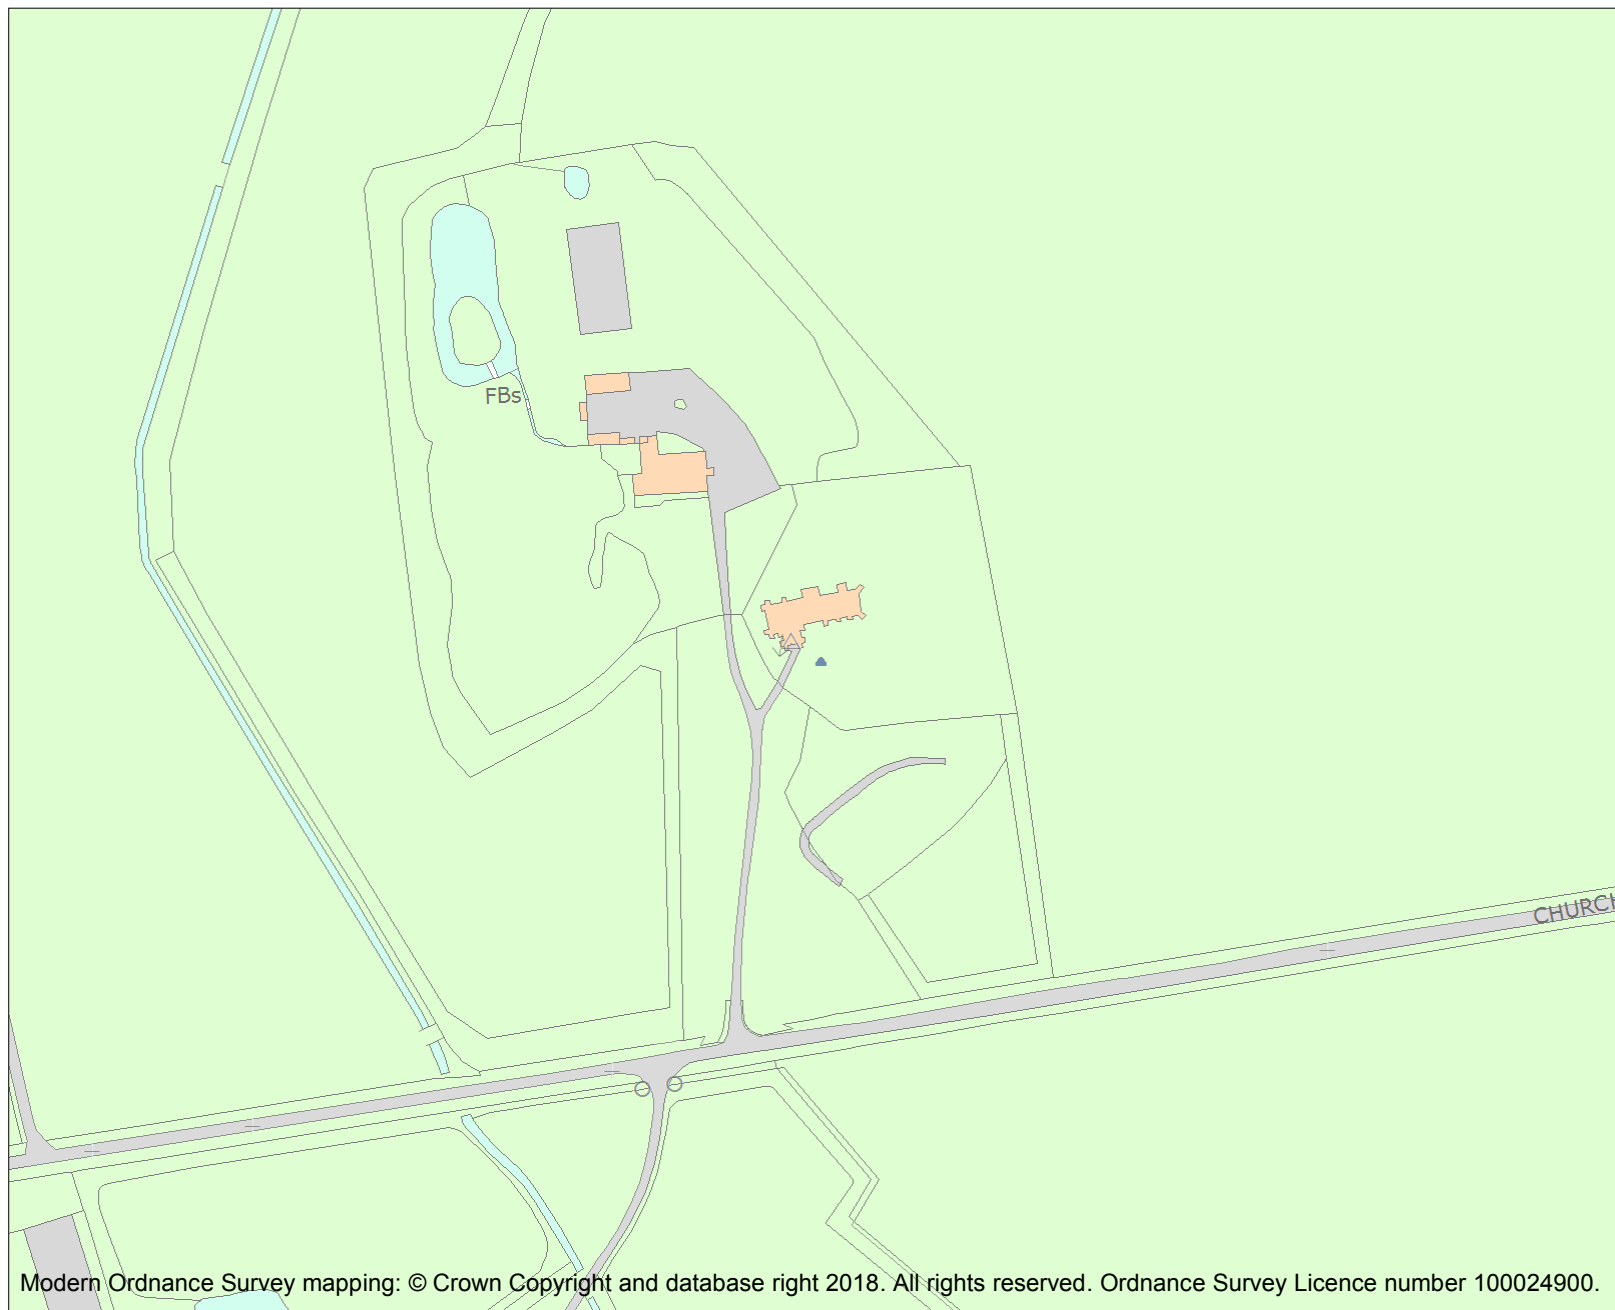 FBs
CHURCH
Modern Ordnance Survey mapping: © Crown Copyright and database right 2018. All rights reserved. Ordnance Survey Licence number 100024900.